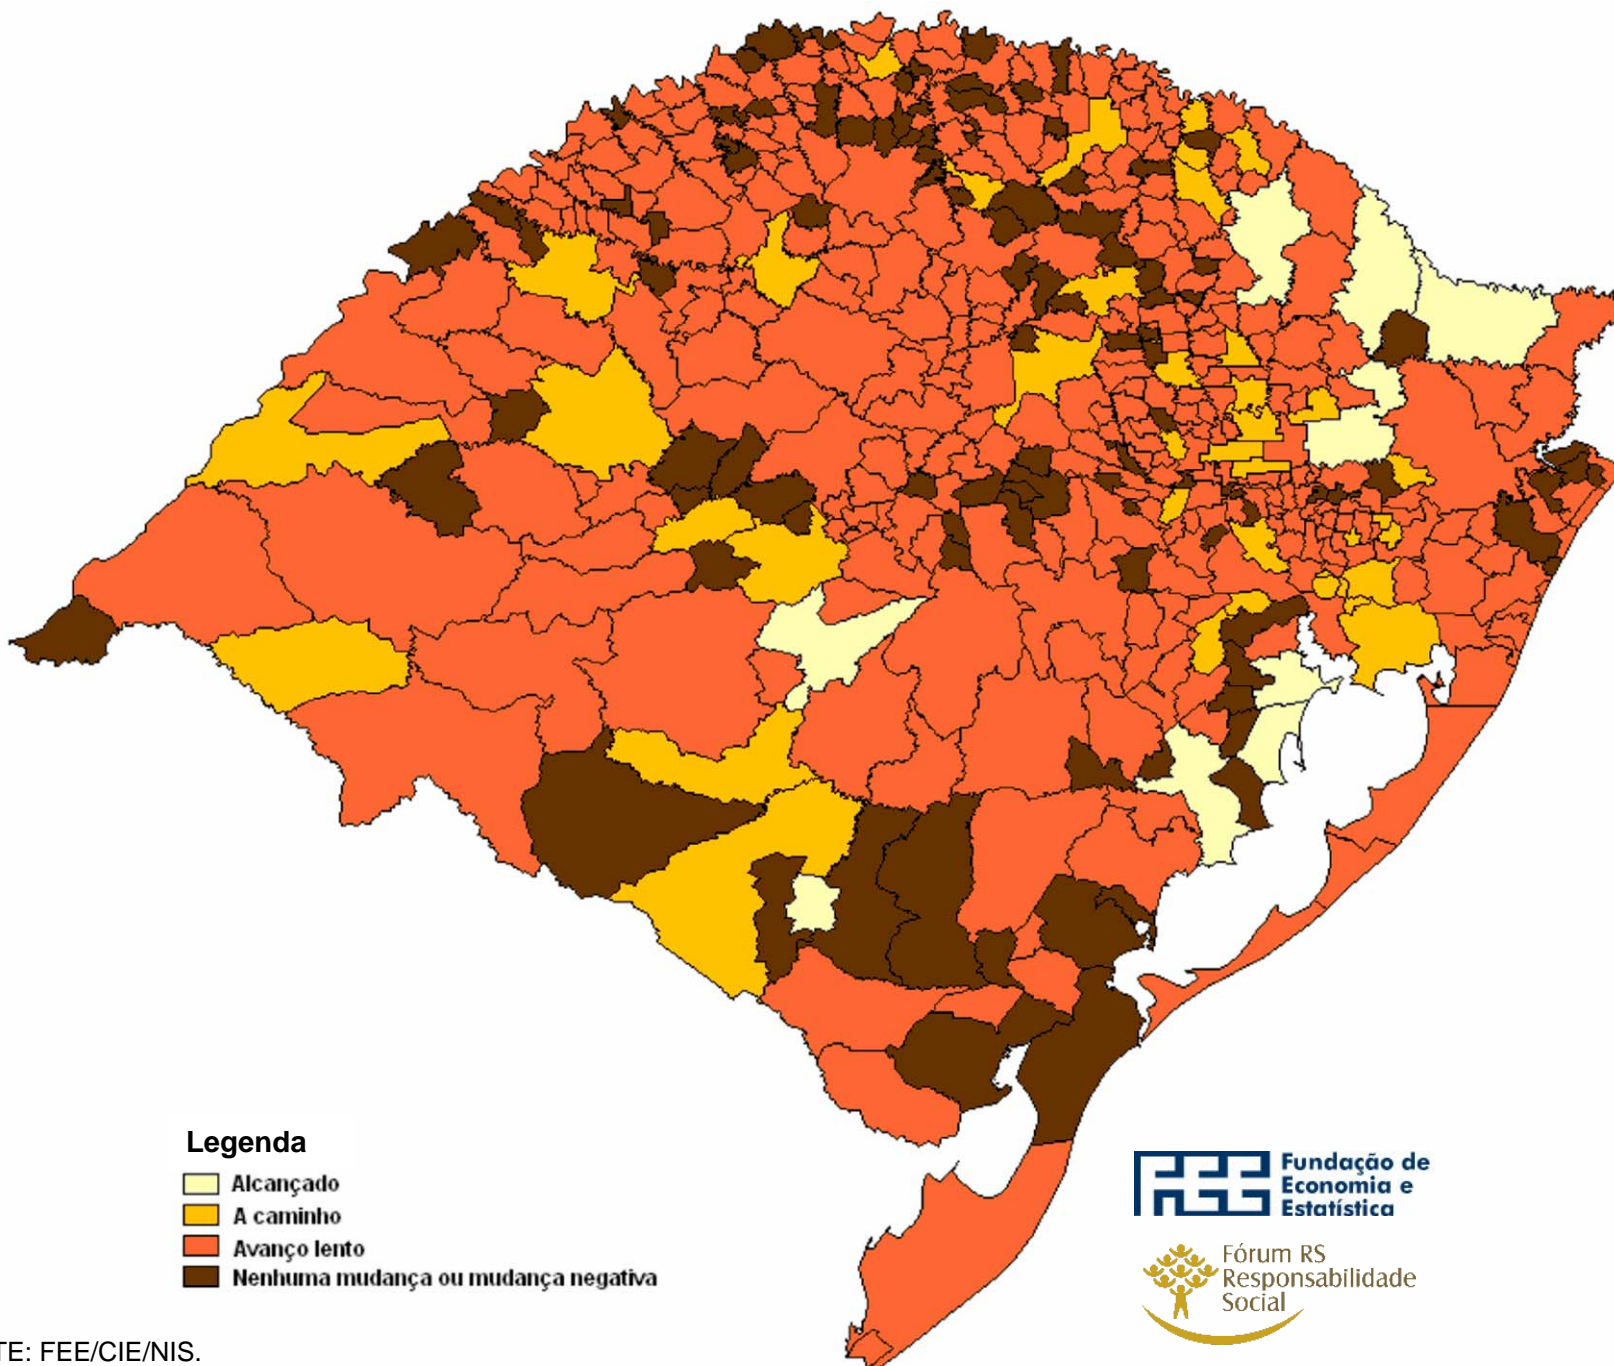 Legenda
Alcançado
A caminho
Avanço lento
Nenhuma mudança ou mudança negativa
FEE
Fundação de
Economia e
Estatística
Fórum RS
Responsabilidade
Social
TE: FEE/CIE/NIS.